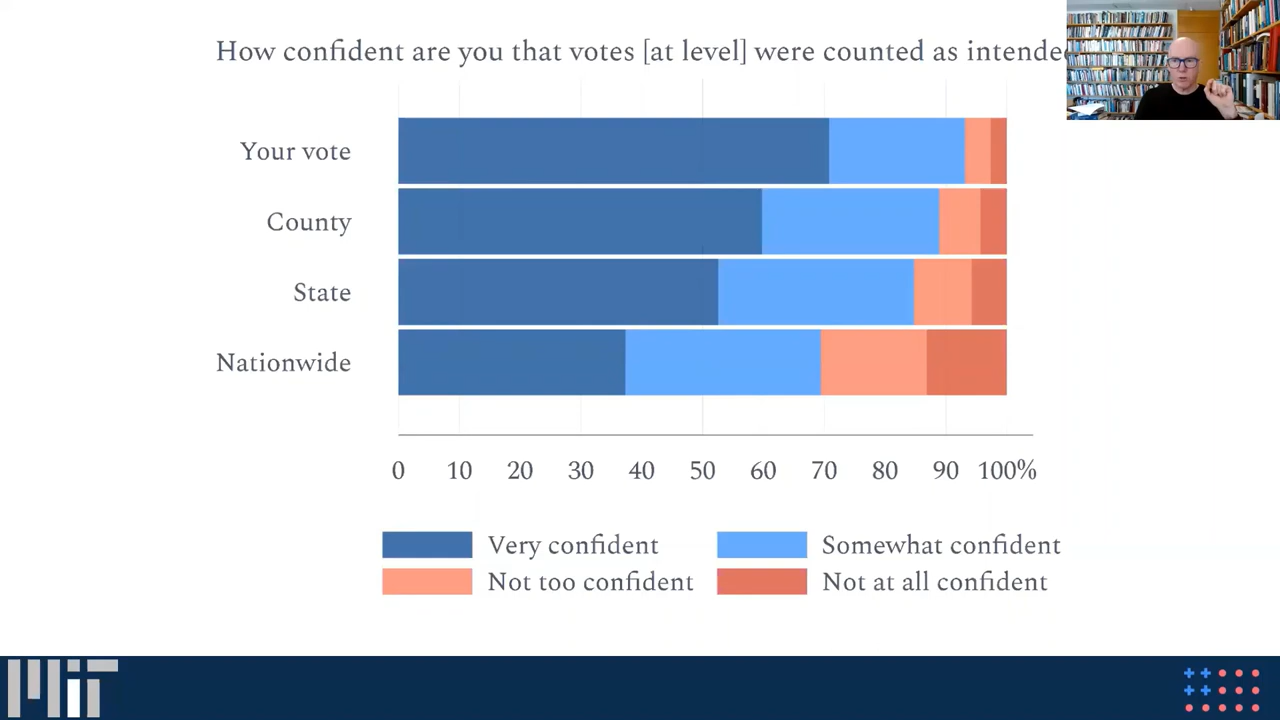 How confident are you that votes [at level] were counted as intende
Your vote
County
State
Nationwide
0 10 20 30 40 50 60 70 80 90 100%
Very confident Somewhat confident
Not too confident Not at all confident
MIT